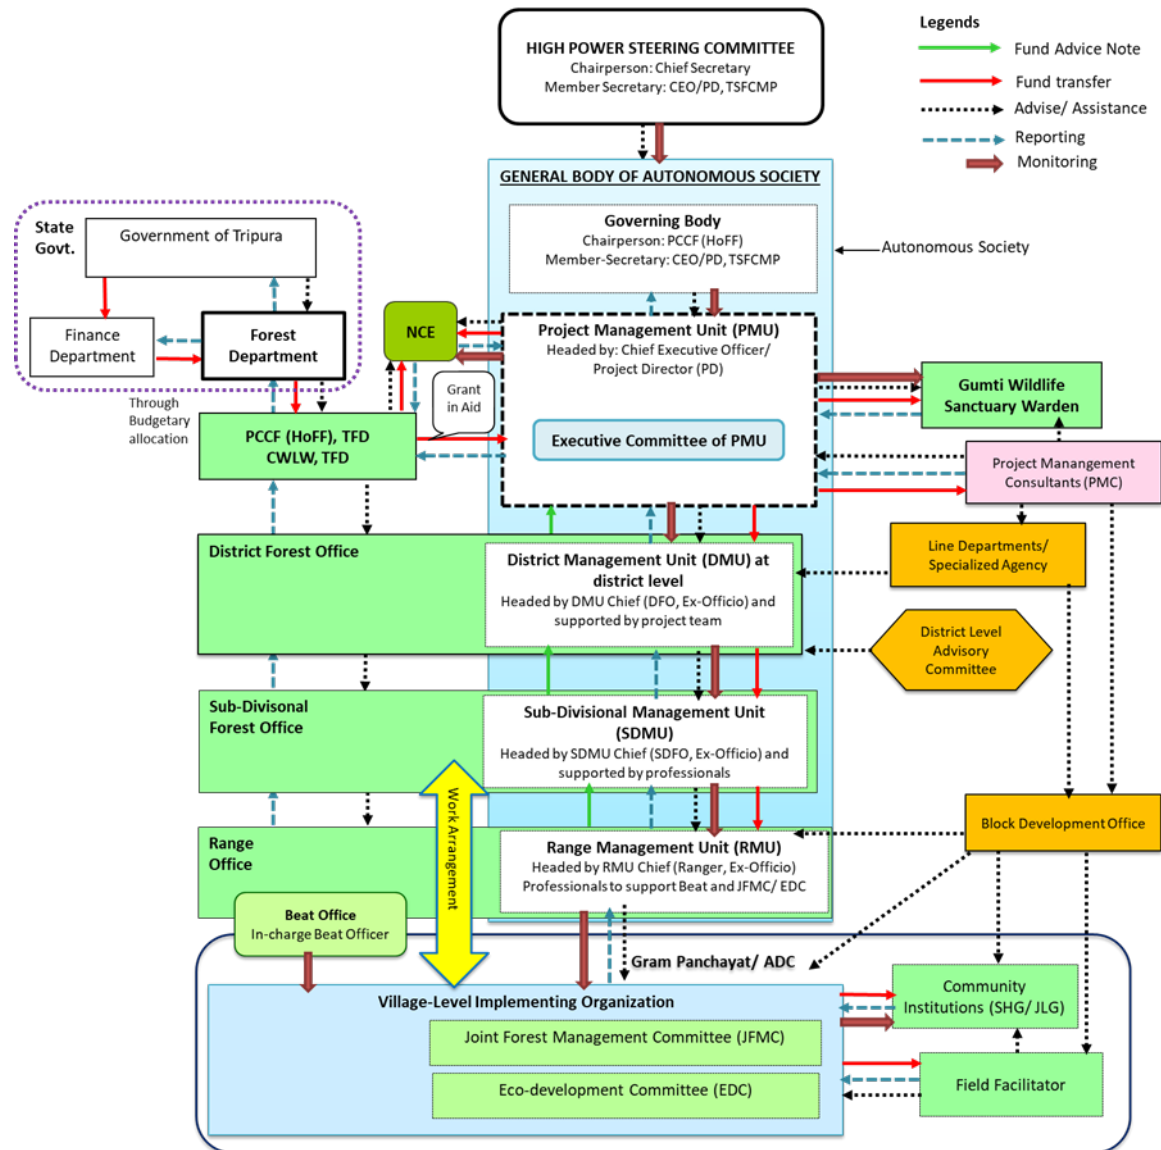 HIGH POWER STEERING COMMITTEE
Chairperson: Chief Secretary
Member Secretary: CEO/PD, TSFCMP
Legends
Fund Advice Note
Fund transfer
Advise/ Assistance
Reporting
Monitoring
GENERAL BODY OF AUTONOMOUS SOCIETY
Governing Body
Chairperson: PCCF (HoFF)
Member-Secretary: CEO/PD, TSFCMP
Autonomous Society
State
Govt.
Government of Tripura
Finance
Department
Forest
Department
Through
Budgetary
allocation
NCE
Grant
in Aid
PCCF (HoFF), TFD
CWLW, TFD
Project Management Unit (PMU)
Headed by: Chief Executive Officer/
Project Director (PD)
Executive Committee of PMU
Gumti Wildlife
Sanctuary Warden
Project Manangement
Consultants (PMC)
District Forest Office
District Management Unit (DMU) at
district level
Headed by DMU Chief (DFO, Ex-Officio) and
supported by project team
Line Departments/
Specialized Agency
District Level
Advisory
Committee
Sub-Divisonal
Forest Office
Sub-Divisional Management Unit
(SDMU)
Headed by SDMU Chief (SDFO, Ex-Officio) and
supported by professionals
Work Arrangement
Block Development Office
Range
Office
Range Management Unit (RMU)
Headed by RMU Chief (Ranger, Ex-Officio)
Professionals to support Beat and JFMC/ EDC
Beat Office
In-charge Beat Officer
Gram Panchayat/ ADC
Village-Level Implementing Organization
Joint Forest Management Committee (JFMC)
Eco-development Committee (EDC)
Community
Institutions (SHG/ JLG)
Field Facilitator